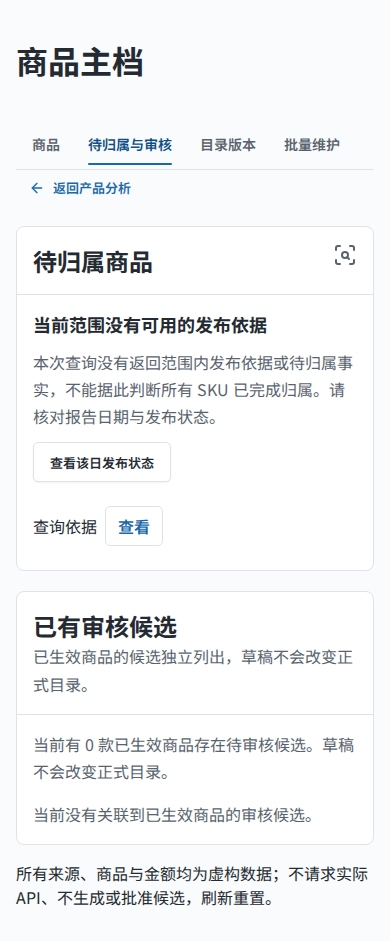 商品主档
商品 待归属与审核 目录版本 批量维护
← 返回产品分析
待归属商品
当前范围没有可用的发布依据
本次查询没有返回范围内发布依据或待归属事
实，不能据此判断所有 SKU 已完成归属。请
核对报告日期与发布状态。
查看该日发布状态
查询依据 查看
已有审核候选
已生效商品的候选独立列出，草稿不会改变正
式目录。
当前有 0 款已生效商品存在待审核候选。草稿
不会改变正式目录。
当前没有关联到已生效商品的审核候选。
所有来源、商品与金额均为虚构数据；不请求实际
API、不生成或批准候选，刷新重置。